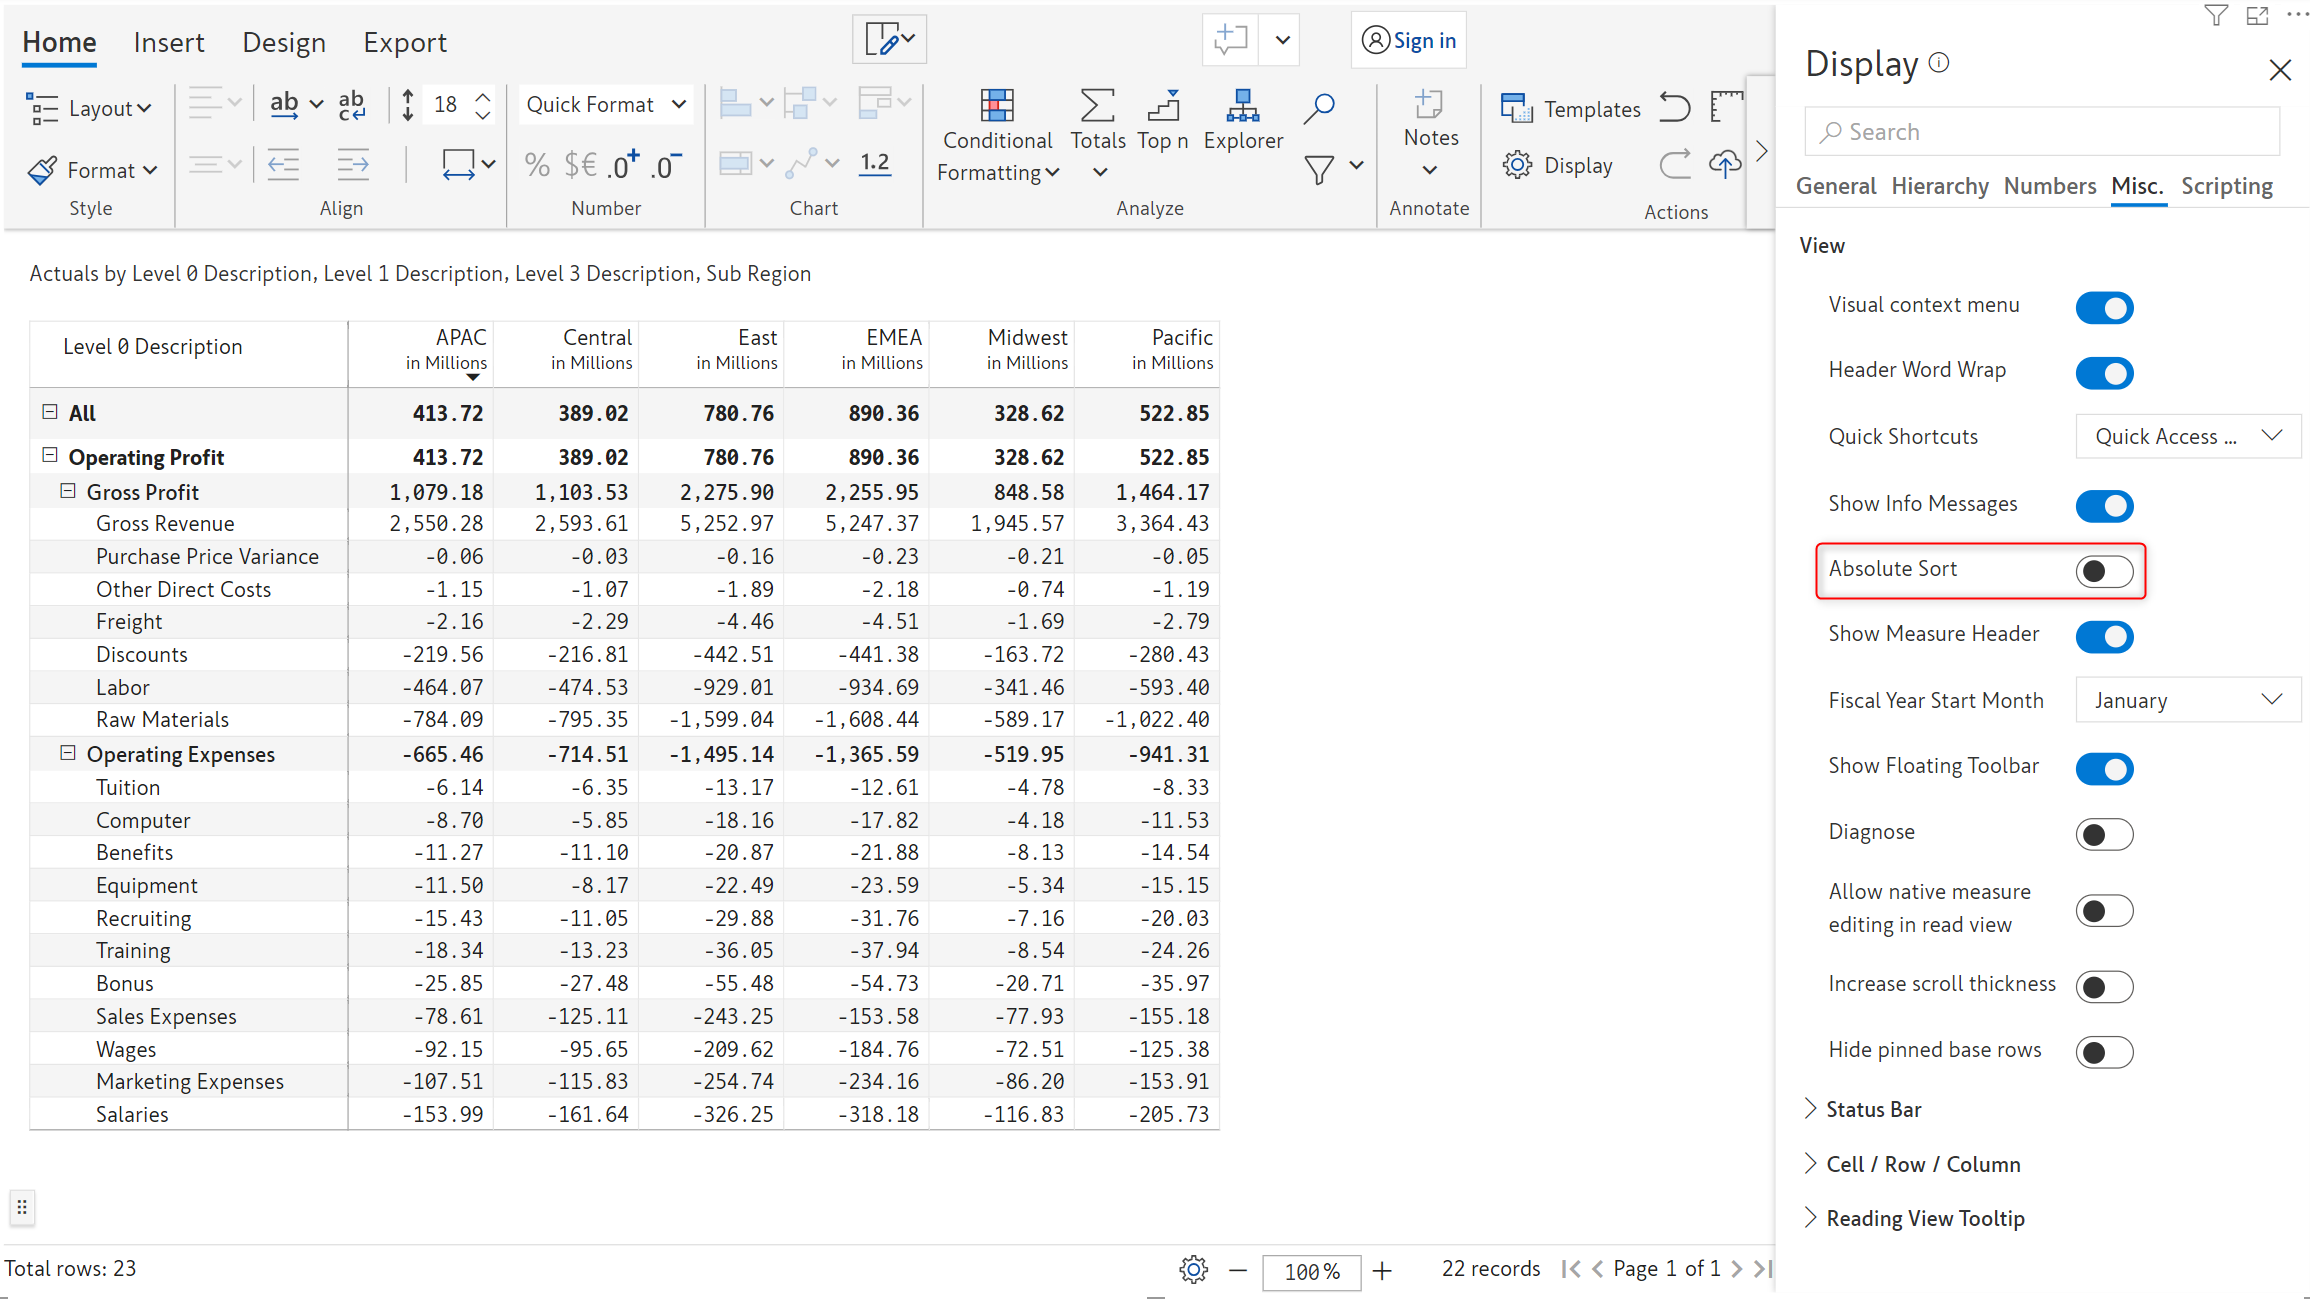 Home Insert Design Export Sign in
Layout ab ab c 18 Quick Format
Conditional Formatting Totals Top n Explorer Notes Templates
Format % $€ .0+ .0- 1.2 Display
Style Align Number Chart Analyze Annotate Actions
Actuals by Level 0 Description, Level 1 Description, Level 3 Description, Sub Region
Level 0 Description APAC Central East EMEA Midwest Pacific
in Millions in Millions in Millions in Millions in Millions in Millions
All 413.72 389.02 780.76 890.36 328.62 522.85
Operating Profit 413.72 389.02 780.76 890.36 328.62 522.85
Gross Profit 1,079.18 1,103.53 2,275.90 2,255.95 848.58 1,464.17
Gross Revenue 2,550.28 2,593.61 5,252.97 5,247.37 1,945.57 3,364.43
Purchase Price Variance -0.06 -0.03 -0.16 -0.23 -0.21 -0.05
Other Direct Costs -1.15 -1.07 -1.89 -2.18 -0.74 -1.19
Freight -2.16 -2.29 -4.46 -4.51 -1.69 -2.79
Discounts -219.56 -216.81 -442.51 -441.38 -163.72 -280.43
Labor -464.07 -474.53 -929.01 -934.69 -341.46 -593.40
Raw Materials -784.09 -795.35 -1,599.04 -1,608.44 -589.17 -1,022.40
Operating Expenses -665.46 -714.51 -1,495.14 -1,365.59 -519.95 -941.31
Tuition -6.14 -6.35 -13.17 -12.61 -4.78 -8.33
Computer -8.70 -5.85 -18.16 -17.82 -4.18 -11.53
Benefits -11.27 -11.10 -20.87 -21.88 -8.13 -14.54
Equipment -11.50 -8.17 -22.49 -23.59 -5.34 -15.15
Recruiting -15.43 -11.05 -29.88 -31.76 -7.16 -20.03
Training -18.34 -13.23 -36.05 -37.94 -8.54 -24.26
Bonus -25.85 -27.48 -55.48 -54.73 -20.71 -35.97
Sales Expenses -78.61 -125.11 -243.25 -153.58 -77.93 -155.18
Wages -92.15 -95.65 -209.62 -184.76 -72.51 -125.38
Marketing Expenses -107.51 -115.83 -254.74 -234.16 -86.20 -153.91
Salaries -153.99 -161.64 -326.25 -318.18 -116.83 -205.73
Total rows: 23 100% 22 records Page 1 of 1
Display
Search
General Hierarchy Numbers Misc. Scripting
View
Visual context menu
Header Word Wrap
Quick Shortcuts Quick Access ...
Show Info Messages
Absolute Sort
Show Measure Header
Fiscal Year Start Month January
Show Floating Toolbar
Diagnose
Allow native measure
editing in read view
Increase scroll thickness
Hide pinned base rows
Status Bar
Cell / Row / Column
Reading View Tooltip